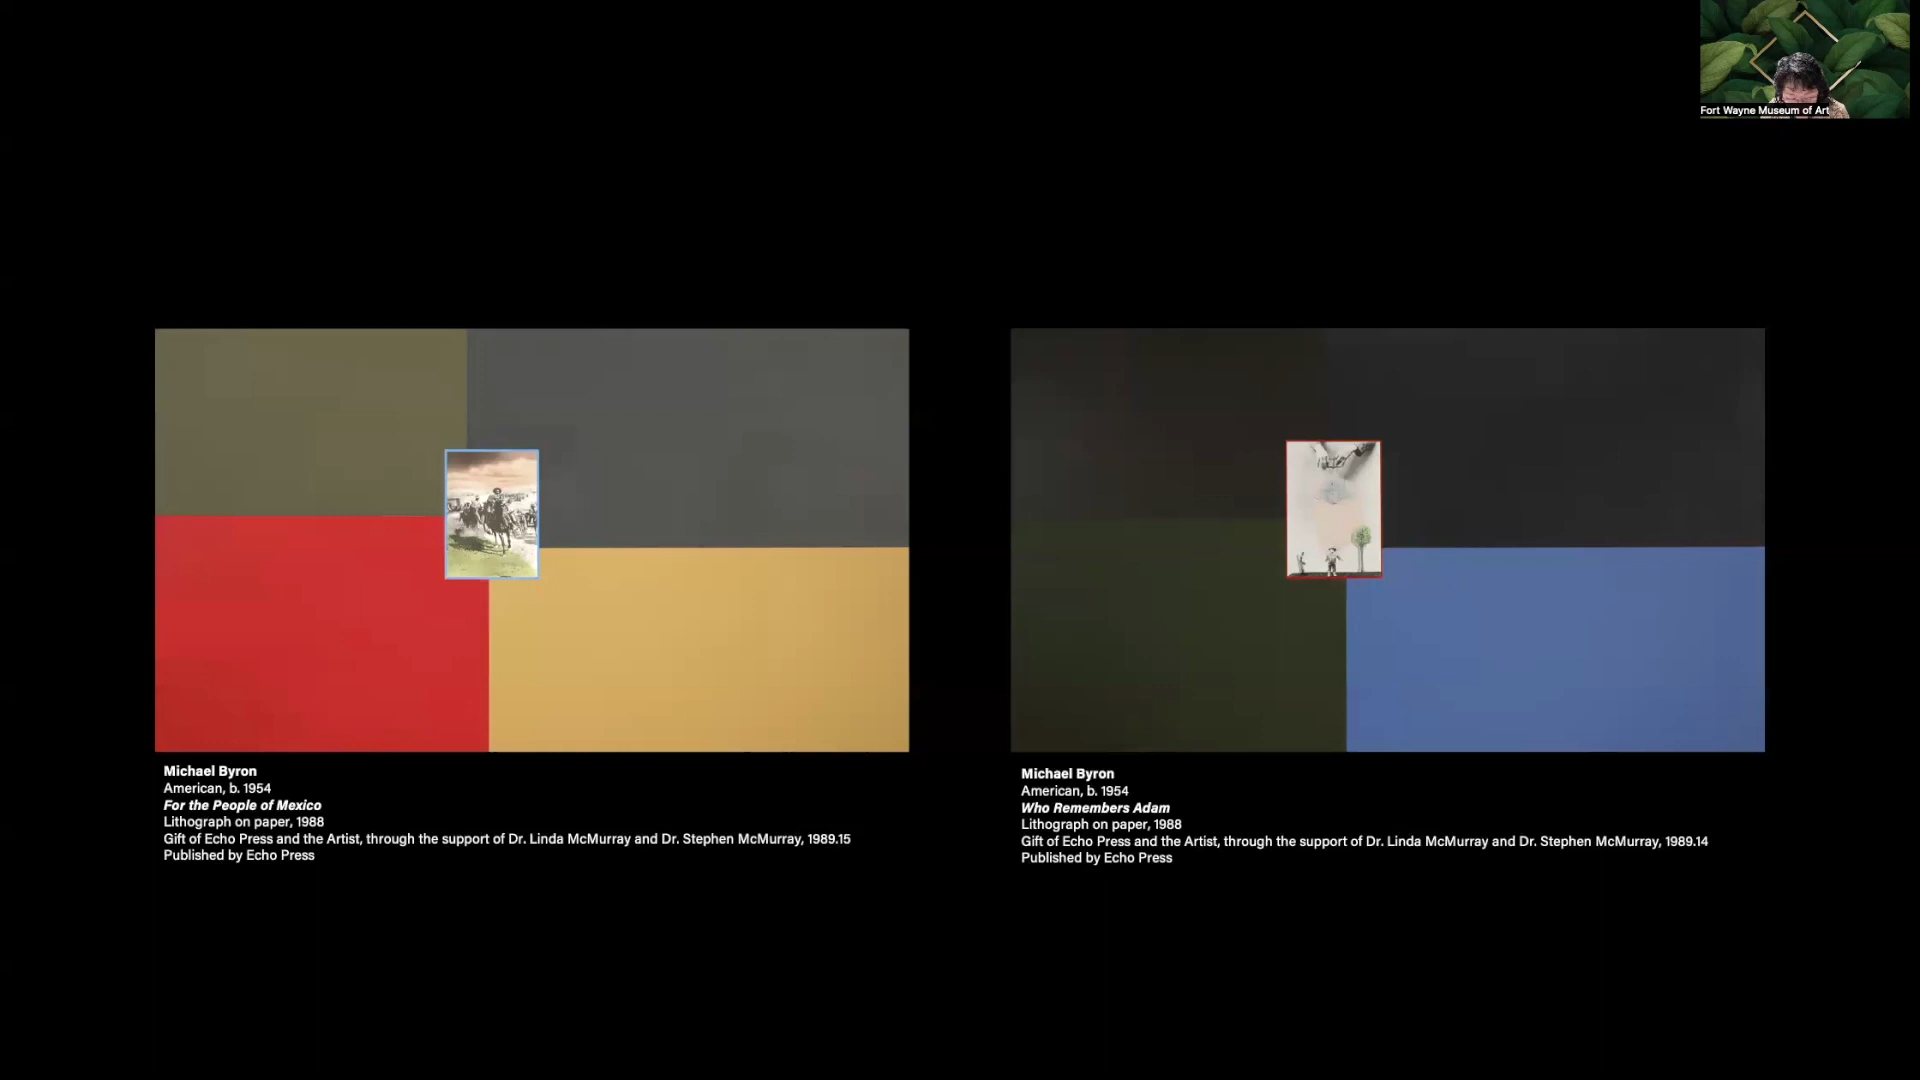 Fort Wayne Museum of Art
Michael Byron
American, b. 1954
For the People of Mexico
Lithograph on paper, 1988
Gift of Echo Press and the Artist, through the support of Dr. Linda McMurray and Dr. Stephen McMurray, 1989.15
Published by Echo Press
Michael Byron
American, b. 1954
Who Remembers Adam
Lithograph on paper, 1988
Gift of Echo Press and the Artist, through the support of Dr. Linda McMurray and Dr. Stephen McMurray, 1989.14
Published by Echo Press